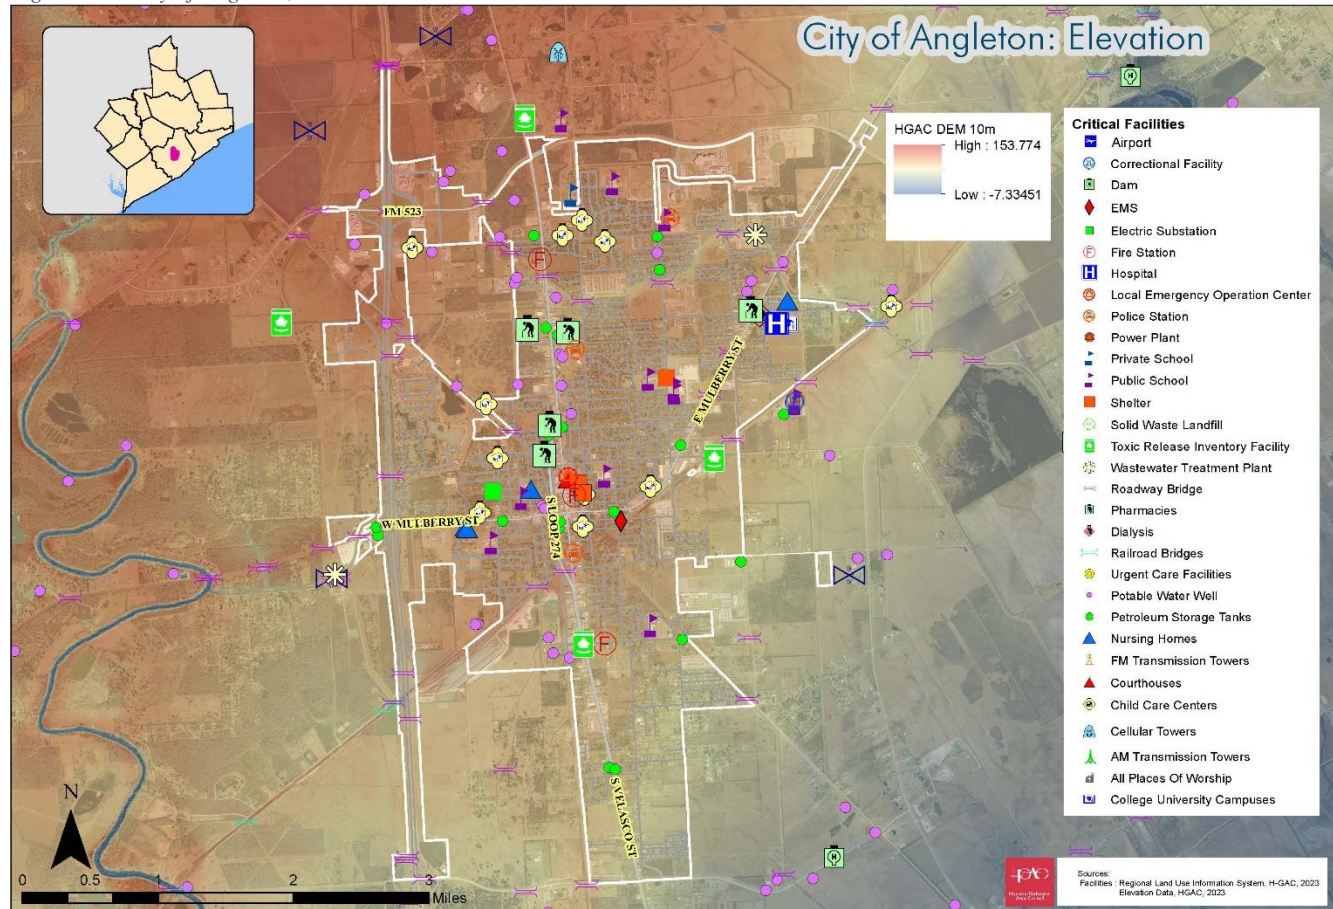 City of Angleton: Elevation
HGAC DEM 10m
High : 153.774
Low : -7.33451
Critical Facilities
Airport
Correctional Facility
Dam
EMS
Electric Substation
Fire Station
Hospital
Local Emergency Operation Center
Police Station
Power Plant
Private School
Public School
Shelter
Solid Waste Landfill
Toxic Release Inventory Facility
Wastewater Treatment Plant
Roadway Bridge
Pharmacies
Dialysis
Railroad Bridges
Urgent Care Facilities
Potable Water Well
Petroleum Storage Tanks
Nursing Homes
FM Transmission Towers
Courthouses
Child Care Centers
Cellular Towers
AM Transmission Towers
All Places Of Worship
College University Campuses
FM 523
E MULBERRY ST
W MULBERRY ST
S LOOP 274
S VELASCO ST
N
0 0.5 1 2 3
Miles
Sources:
Facilities : Regional Land Use Information System, H-GAC, 2023
Elevation Data, HGAC, 2023